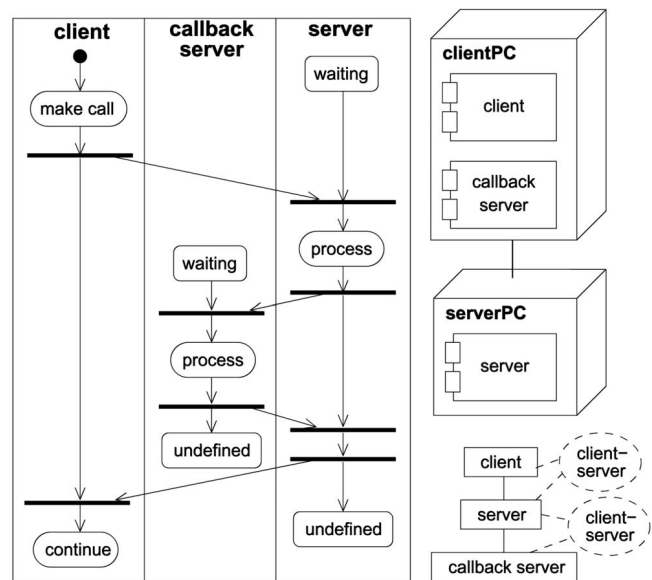 client
callback
server
server
make call
waiting
process
waiting
process
undefined
undefined
continue
clientPC
client
callback
server
serverPC
server
client
client–
server
server
client–
server
callback server